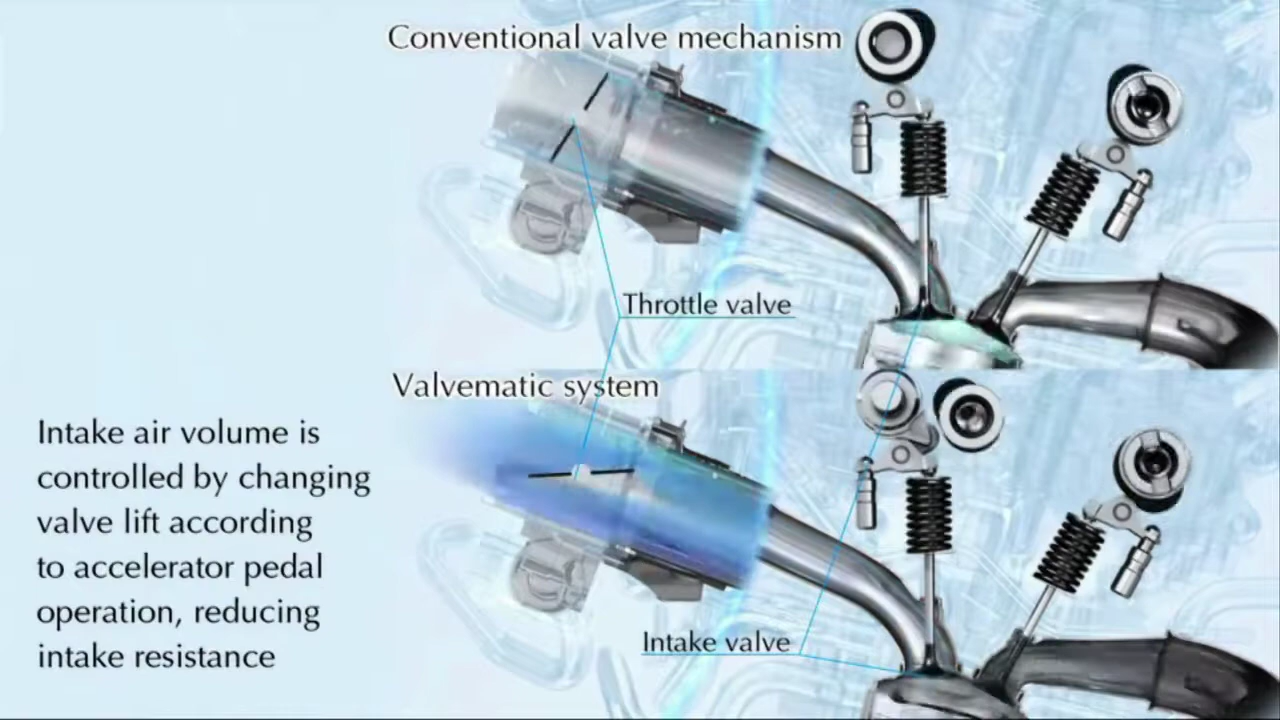 Conventional valve mechanism
Throttle valve
Valvematic system
Intake air volume is
controlled by changing
valve lift according
to accelerator pedal
operation, reducing
intake resistance
Intake valve